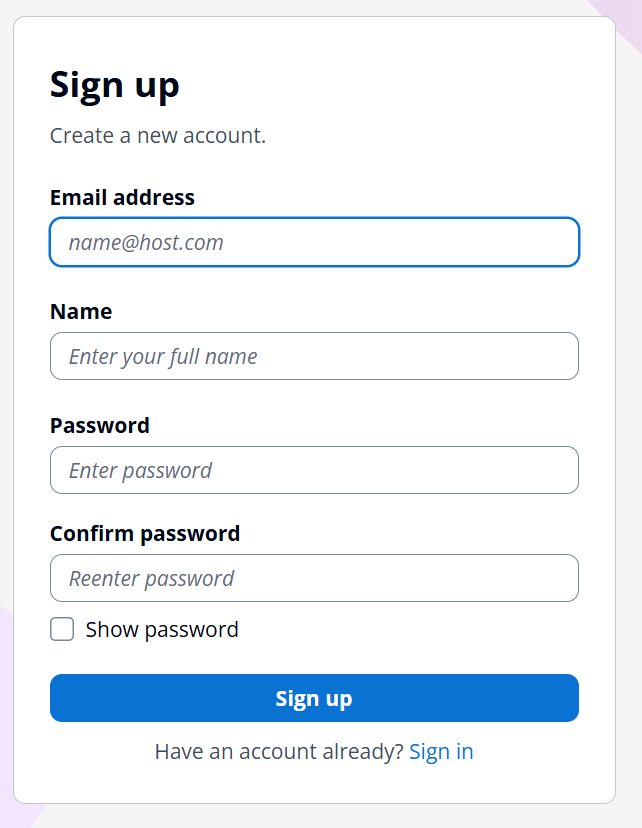 Sign up
Create a new account.
Email address
name@host.com
Name
Enter your full name
Password
Enter password
Confirm password
Reenter password
Show password
Sign up
Have an account already? Sign in